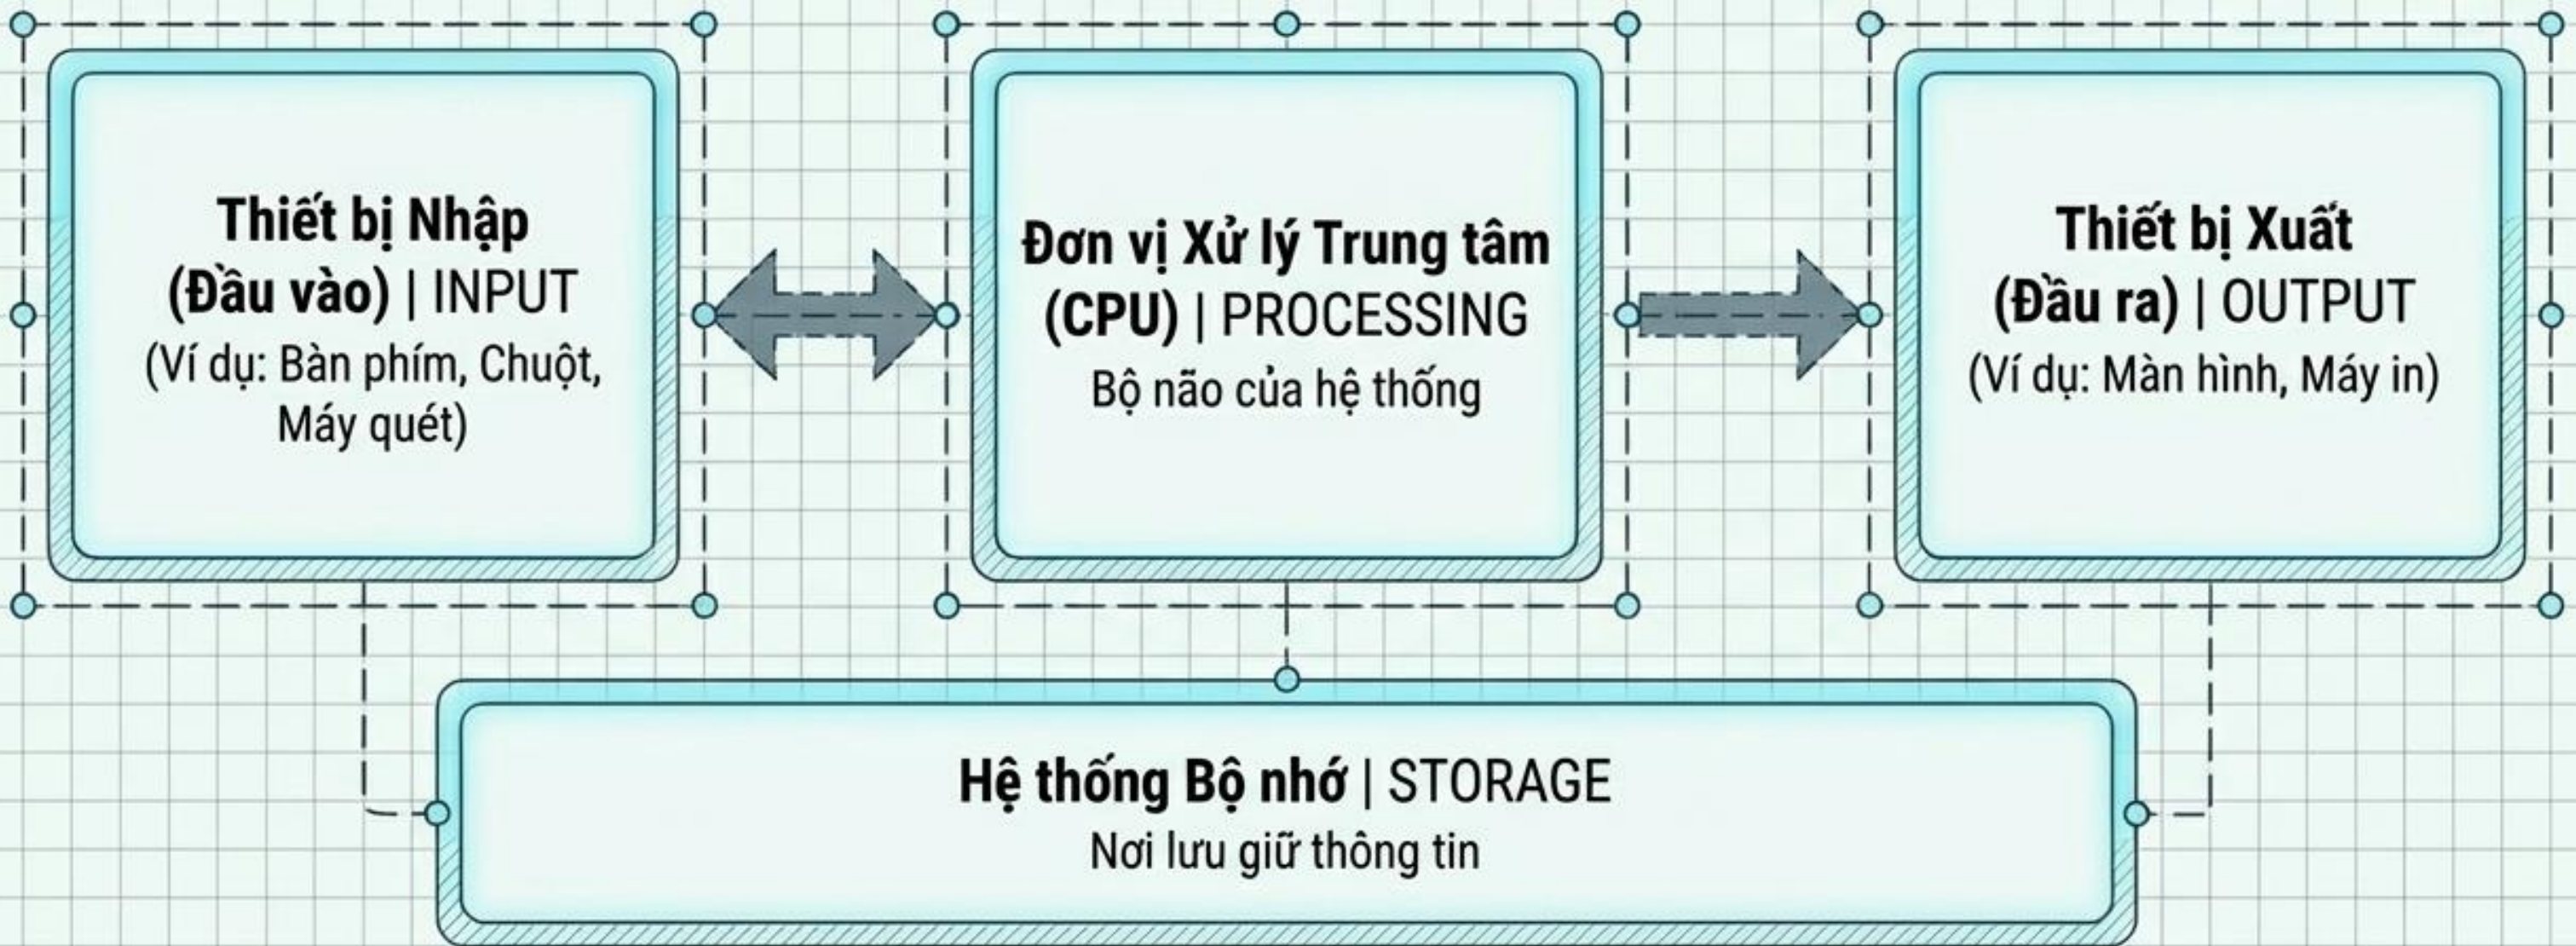 Thiết bị Nhập
(Đầu vào) | INPUT
(Ví dụ: Bàn phím, Chuột,
Máy quét)
Đơn vị Xử lý Trung tâm
(CPU) | PROCESSING
Bộ não của hệ thống
Thiết bị Xuất
(Đầu ra) | OUTPUT
(Ví dụ: Màn hình, Máy in)
Hệ thống Bộ nhớ | STORAGE
Nơi lưu giữ thông tin